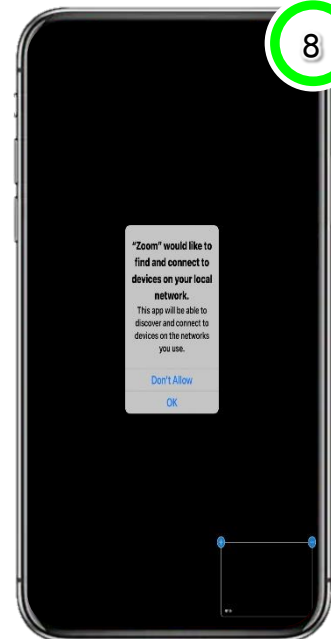 8
“Zoom” would like to
find and connect to
devices on your local
network.
This app will be able to
discover and connect to
devices on the networks
you use.
Don't Allow
OK